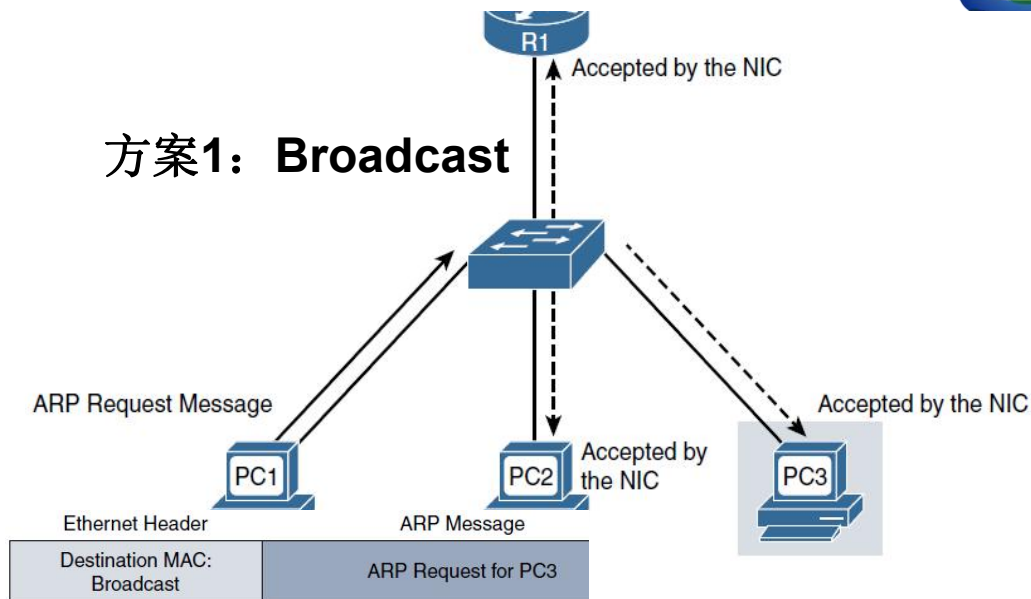 R1
Accepted by the NIC
方案1：Broadcast
ARP Request Message
Accepted by the NIC
PC1
PC2
Accepted by
the NIC
PC3
Ethernet Header
ARP Message
Destination MAC:
Broadcast
ARP Request for PC3